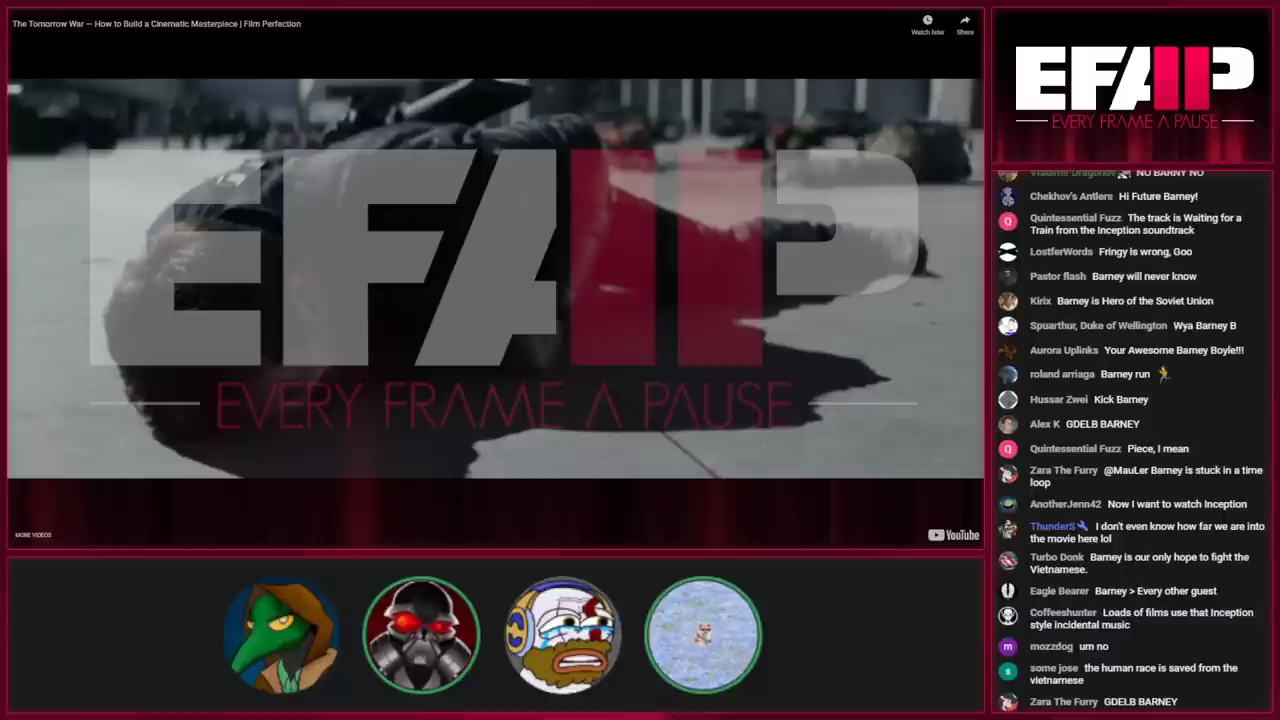 The Tomorrow War — How to Build a Cinematic Masterpiece | Film Perfection
Watch later
Share
EFAP
EVERY FRAME A PAUSE
MORE VIDEOS
YouTube
EFAP
EVERY FRAME A PAUSE
Vladimir Dragonov NO BARNY NO
Chekhov's Antlers Hi Future Barney!
Quintessential Fuzz The track is Waiting for a
Train from the Inception soundtrack
LostferWords Fringy is wrong, Goo
Pastor flash Barney will never know
Kirix Barney is Hero of the Soviet Union
Spuarthur, Duke of Wellington Wya Barney B
Aurora Uplinks Your Awesome Barney Boyle!!!
roland arriaga Barney run
Hussar Zwei Kick Barney
Alex K GDELB BARNEY
Quintessential Fuzz Piece, I mean
Zara The Furry @MauLer Barney is stuck in a time
loop
AnotherJenn42 Now I want to watch Inception
ThunderS I don't even know how far we are into
the movie here lol
Turbo Donk Barney is our only hope to fight the
Vietnamese.
Eagle Bearer Barney > Every other guest
Coffeeshunter Loads of films use that Inception
style incidental music
mozzdog um no
some jose the human race is saved from the
vietnamese
Zara The Furry GDELB BARNEY